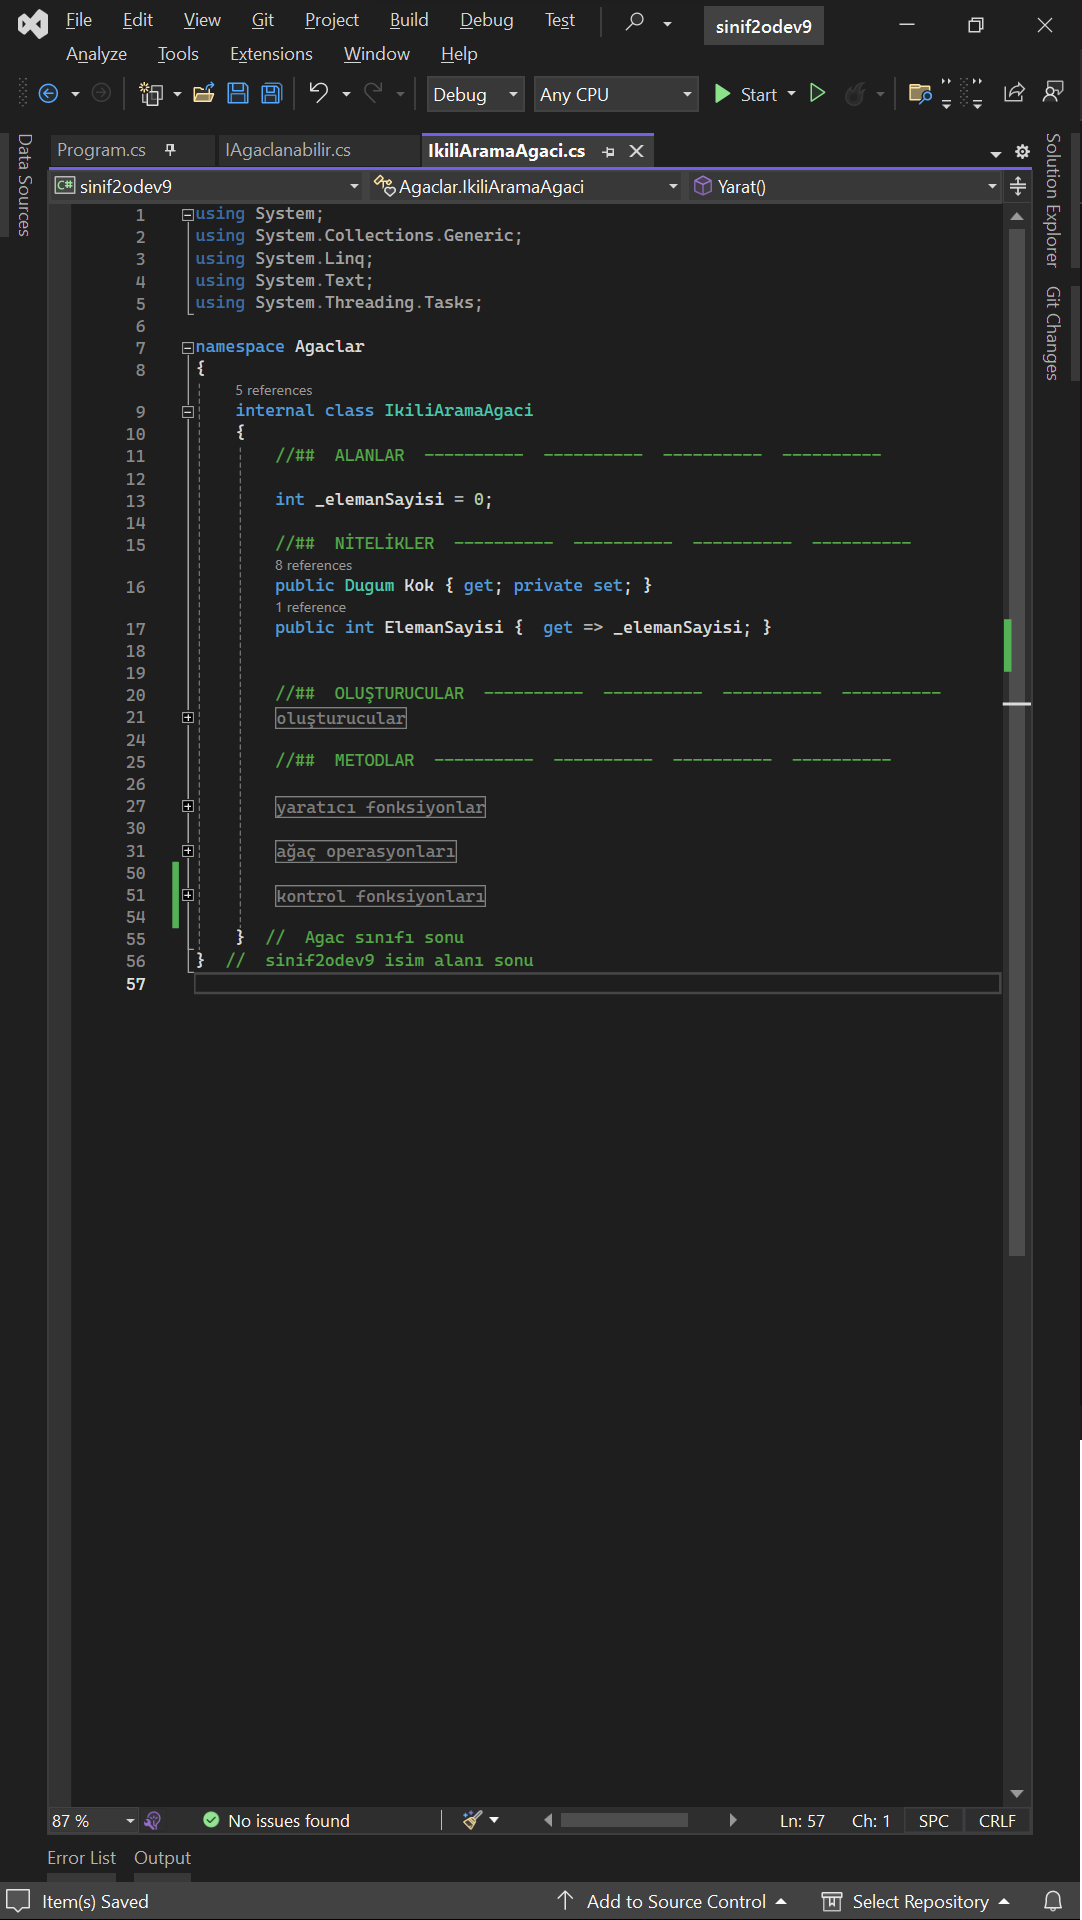 File Edit View Git Project Build Debug Test sinif2odev9
Analyze Tools Extensions Window Help
Debug Any CPU Start
Data Sources
Program.cs IAgaclanabilir.cs IkiliAramaAgaci.cs
sinif2odev9 Agaclar.IkiliAramaAgaci Yarat()
1 using System;
2 using System.Collections.Generic;
3 using System.Linq;
4 using System.Text;
5 using System.Threading.Tasks;
6
7 namespace Agaclar
8 {
5 references
9 internal class IkiliAramaAgaci
10 {
11 //## ALANLAR ---------- ---------- ---------- ----------
12
13 int _elemanSayisi = 0;
14
15 //## NİTELİKLER ---------- ---------- ---------- ----------
8 references
16 public Dugum Kok { get; private set; }
1 reference
17 public int ElemanSayisi { get => _elemanSayisi; }
18
19
20 //## OLUŞTURUCULAR ---------- ---------- ---------- ----------
21 oluşturucular
24
25 //## METODLAR ---------- ---------- ---------- ----------
26
27 yaratıcı fonksiyonlar
30
31 ağaç operasyonları
50
51 kontrol fonksiyonları
54
55 } // Agac sınıfı sonu
56 } // sinif2odev9 isim alanı sonu
57
Solution Explorer
Git Changes
87 % No issues found Ln: 57 Ch: 1 SPC CRLF
Error List Output
Item(s) Saved Add to Source Control Select Repository